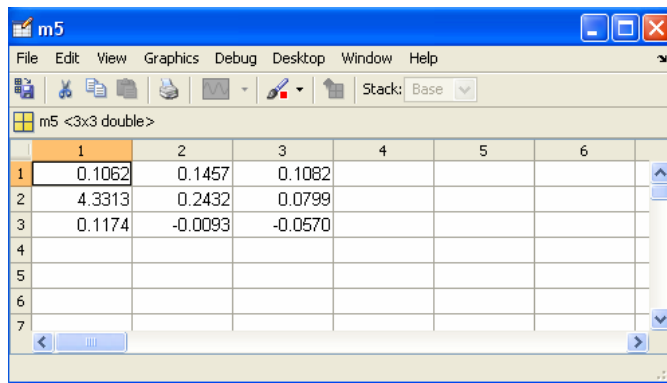 m5
File Edit View Graphics Debug Desktop Window Help
Stack: Base
m5 <3x3 double>
1 2 3 4 5 6
1 0.1062 0.1457 0.1082
2 4.3313 0.2432 0.0799
3 0.1174 -0.0093 -0.0570
4
5
6
7